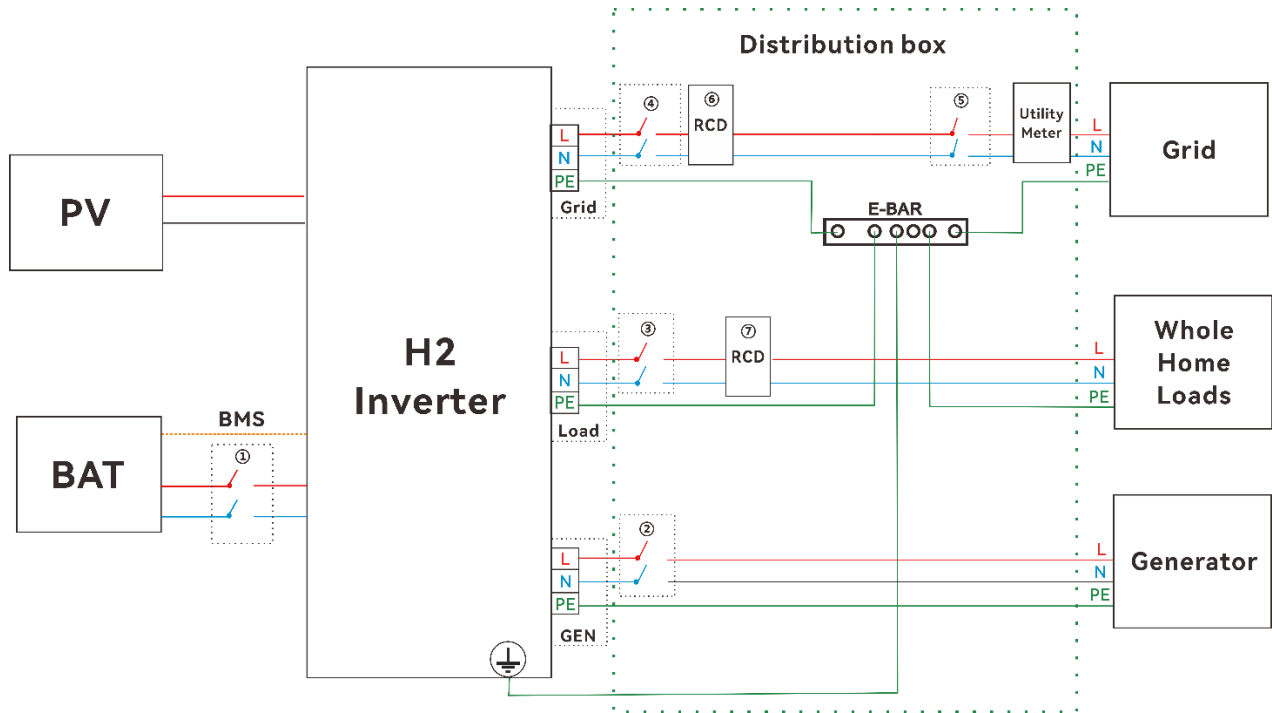 Distribution box
PV
BAT
BMS
①
H2
Inverter
L
N
PE
Grid
④
⑥
RCD
⑤
Utility
Meter
L
N
PE
Grid
E-BAR
L
N
PE
Load
③
⑦
RCD
L
N
PE
Whole
Home
Loads
L
N
PE
GEN
②
L
N
PE
Generator